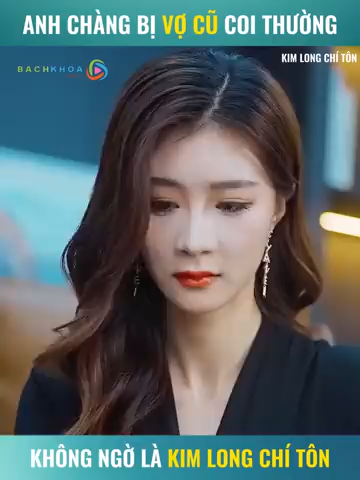 ANH CHÀNG BỊ VỢ CŨ COI THƯỜNG
BACHKHOA
KIM LONG CHÍ TÔN
KHÔNG NGỜ LÀ KIM LONG CHÍ TÔN